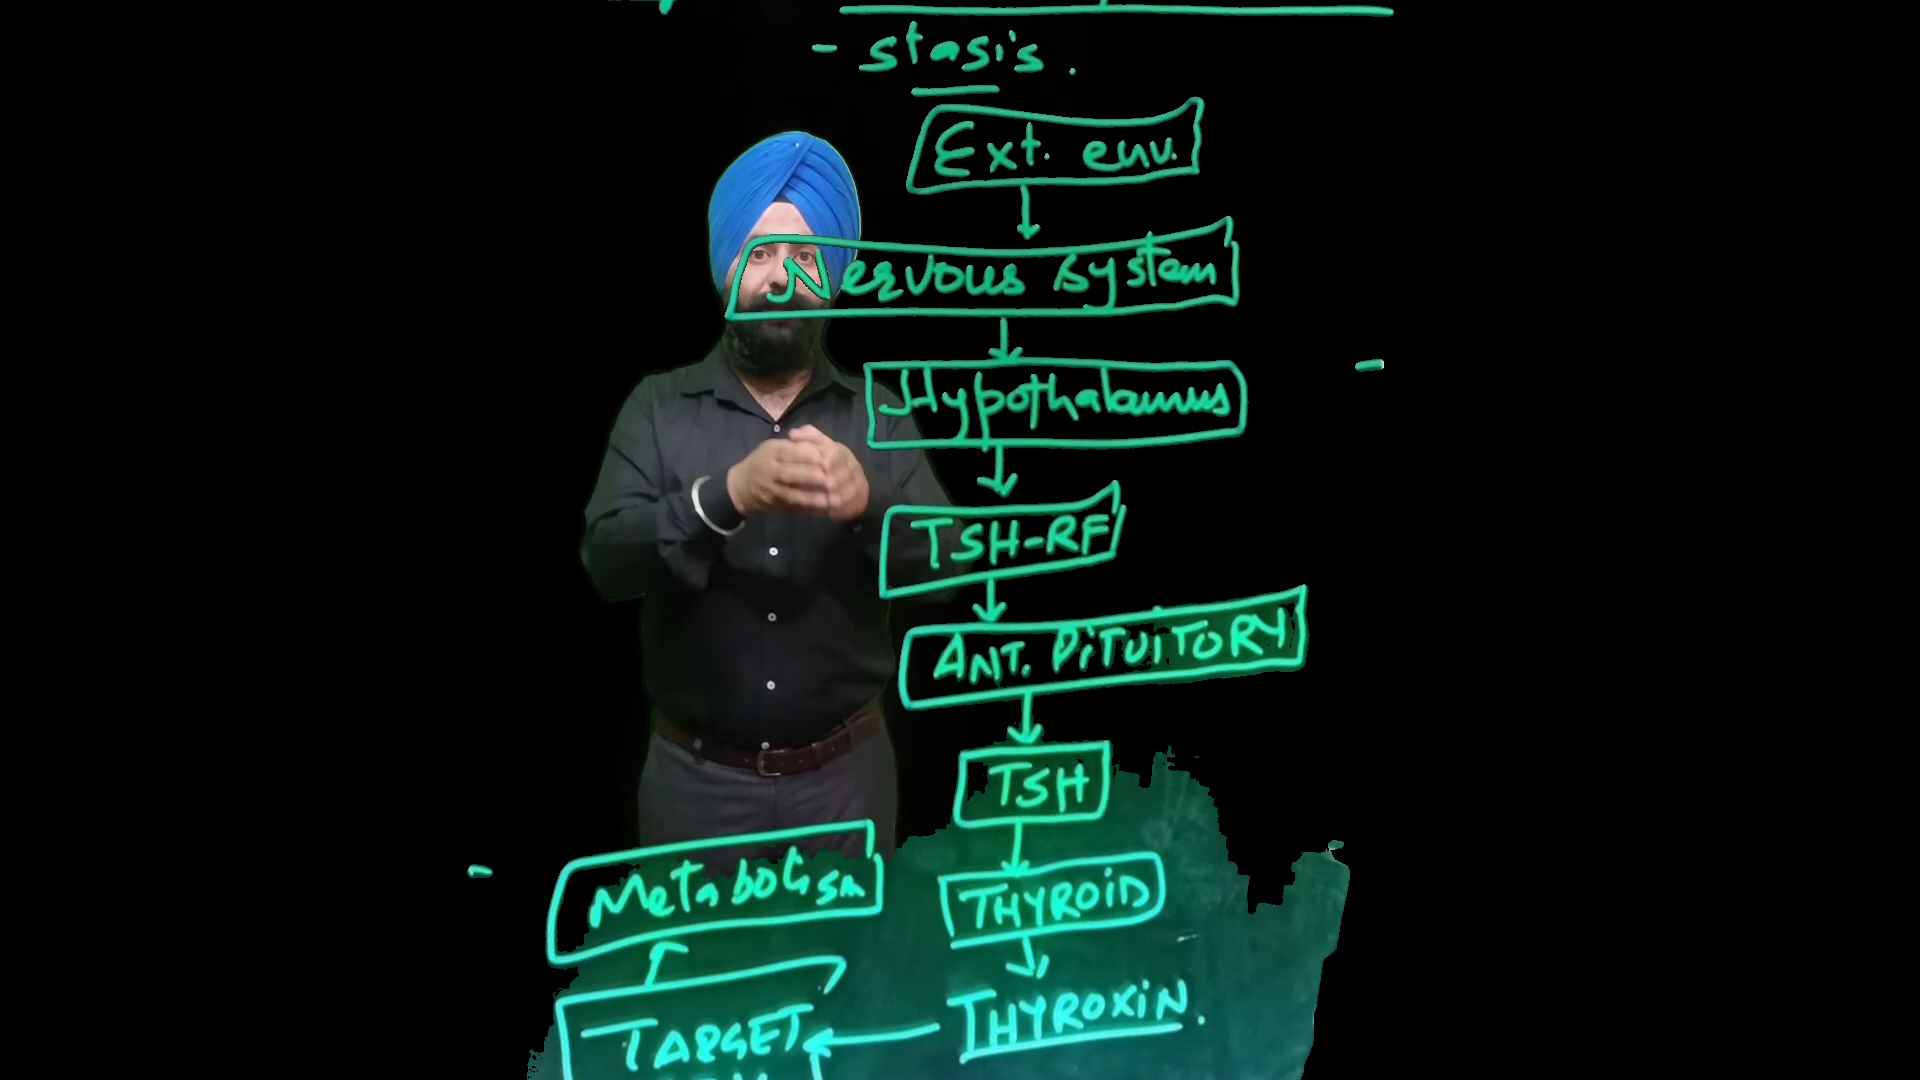 - stasis.
Ext. env.
Nervous system
Hypothalamus
TSH-RF
ANT. PITUITORY
TSH
THYROID
THYROXIN.
TARGET
Metabolism